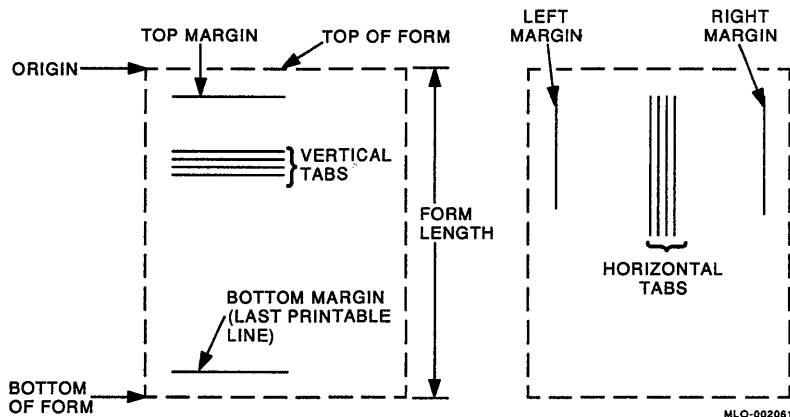 TOP MARGIN
TOP OF FORM
ORIGIN
VERTICAL
TABS
FORM
LENGTH
BOTTOM MARGIN
(LAST PRINTABLE
LINE)
BOTTOM
OF FORM
LEFT
MARGIN
RIGHT
MARGIN
HORIZONTAL
TABS
MLO-002061